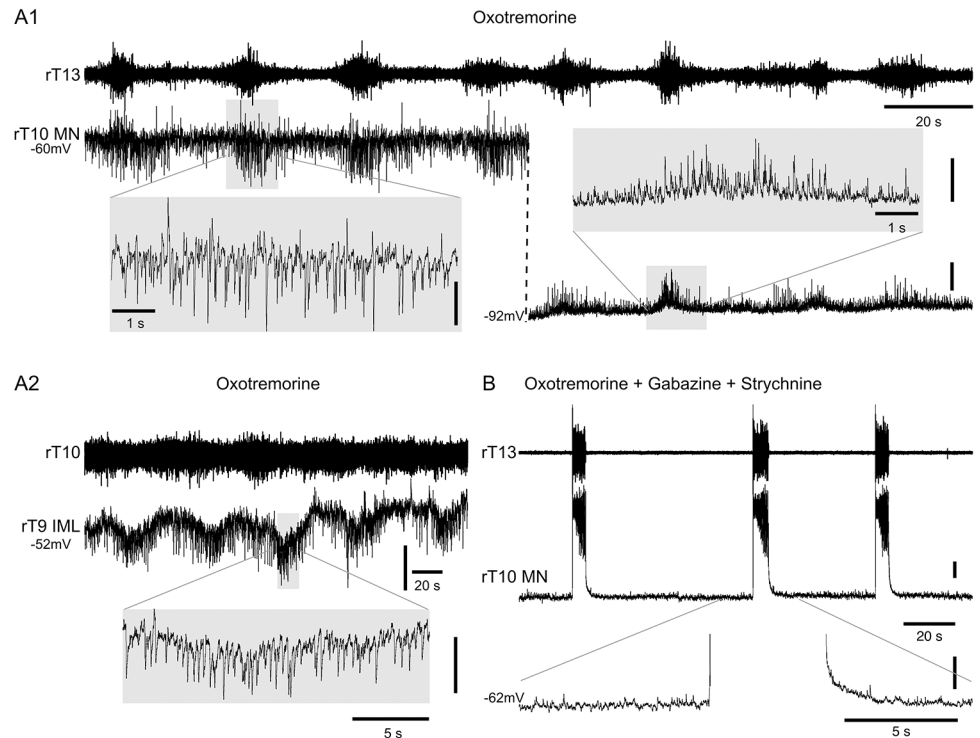 A1
Oxotremorine
rT13
20 s
rT10 MN
-60mV
1 s
1 s
-92mV
A2
Oxotremorine
rT10
rT9 IML
-52mV
20 s
5 s
B
Oxotremorine + Gabazine + Strychnine
rT13
rT10 MN
20 s
-62mV
5 s